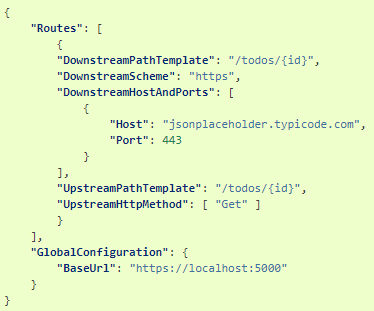 {
    "Routes": [
        {
        "DownstreamPathTemplate": "/todos/{id}",
        "DownstreamScheme": "https",
        "DownstreamHostAndPorts": [
            {
                "Host": "jsonplaceholder.typicode.com",
                "Port": 443
            }
        ],
        "UpstreamPathTemplate": "/todos/{id}",
        "UpstreamHttpMethod": [ "Get" ]
        }
    ],
    "GlobalConfiguration": {
        "BaseUrl": "https://localhost:5000"
    }
}